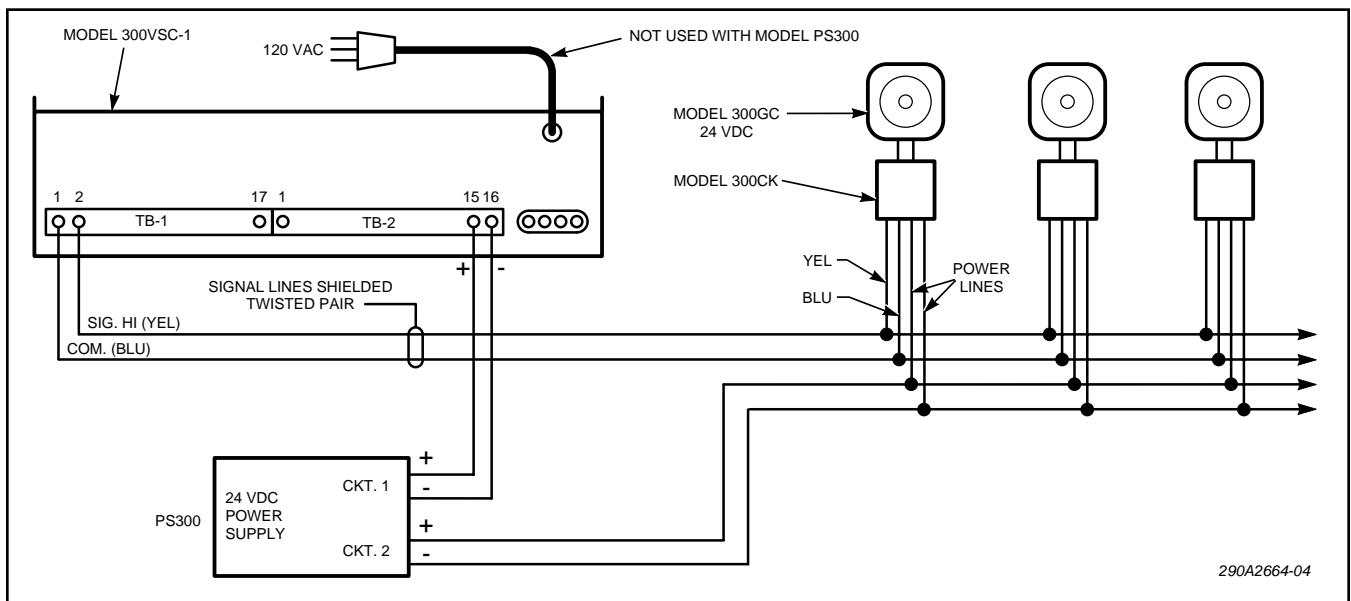 MODEL 300VSC-1
120 VAC
NOT USED WITH MODEL PS300
MODEL 300GC
24 VDC
MODEL 300CK
1 2 17 1 15 16
TB-1 TB-2
+ -
YEL
BLU
POWER
LINES
SIGNAL LINES SHIELDED
TWISTED PAIR
SIG. HI (YEL)
COM. (BLU)
PS300
24 VDC
POWER
SUPPLY
CKT. 1
+
-
CKT. 2
+
-
290A2664-04